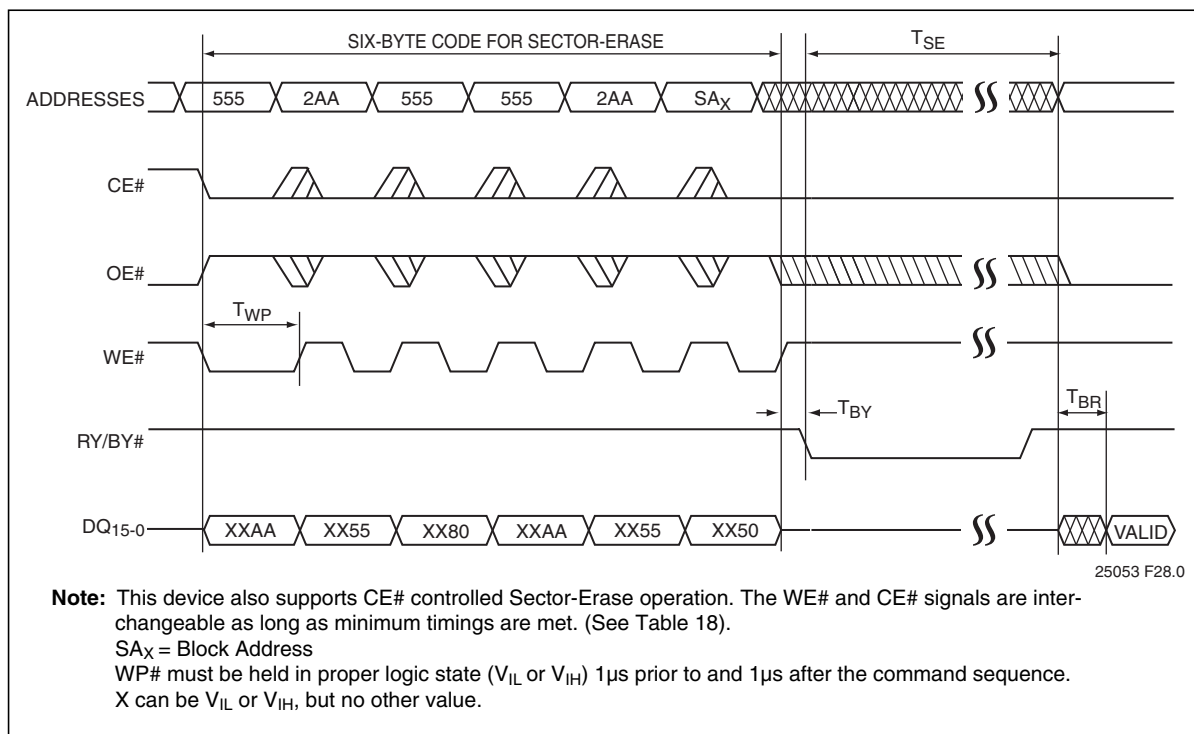 SIX-BYTE CODE FOR SECTOR-ERASE
TSE
ADDRESSES 555 2AA 555 555 2AA SAX
CE#
OE#
TWP
WE#
TBY
TBR
RY/BY#
DQ15-0 XXAA XX55 XX80 XXAA XX55 XX50 VALID
25053 F28.0
Note: This device also supports CE# controlled Sector-Erase operation. The WE# and CE# signals are inter-
changeable as long as minimum timings are met. (See Table 18).
SAX = Block Address
WP# must be held in proper logic state (VIL or VIH) 1µs prior to and 1µs after the command sequence.
X can be VIL or VIH, but no other value.